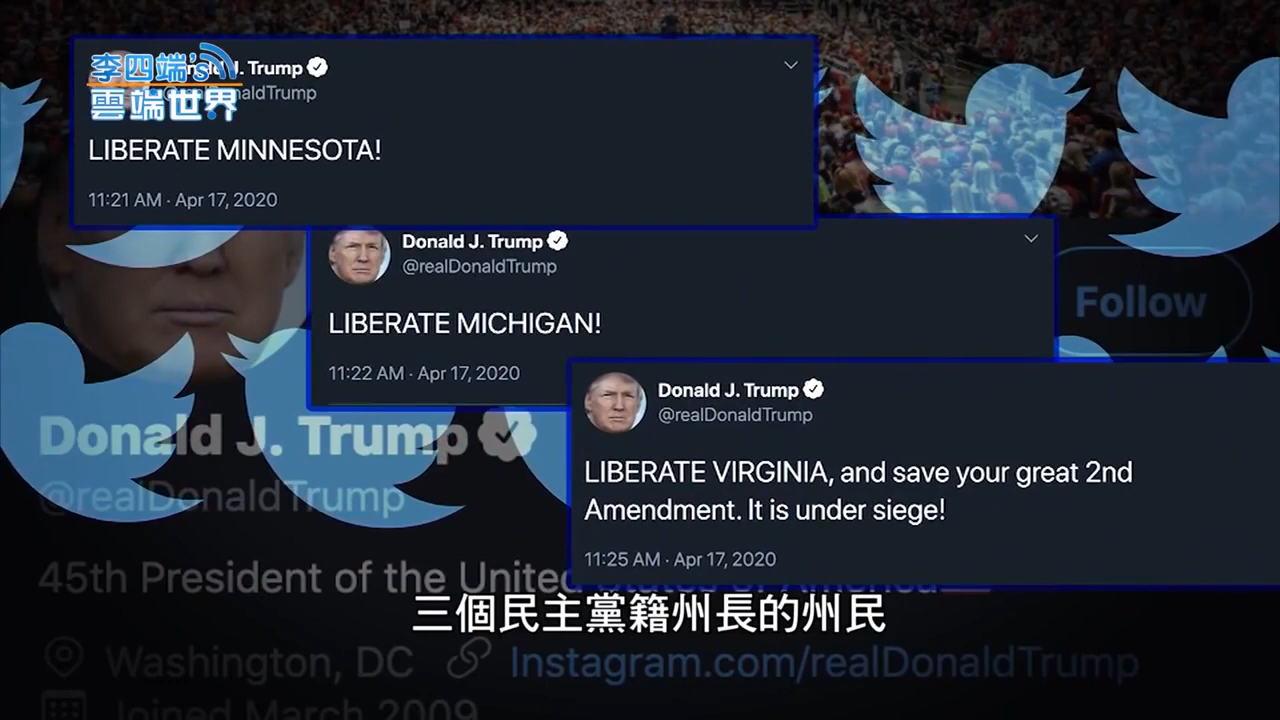 李四端's
雲端世界
J. Trump
LIBERATE MINNESOTA!
11:21 AM · Apr 17, 2020
Donald J. Trump
@realDonaldTrump
LIBERATE MICHIGAN!
11:22 AM · Apr 17, 2020
Follow
Donald J. Trump
@realDonaldTrump
LIBERATE VIRGINIA, and save your great 2nd
Amendment. It is under siege!
11:25 AM · Apr 17, 2020
Donald J. Trump
@realDonaldTrump
45th President of the United States of America
三個民主黨籍州長的州民
Washington, DC
Instagram.com/realDonaldTrump
Joined March 2009